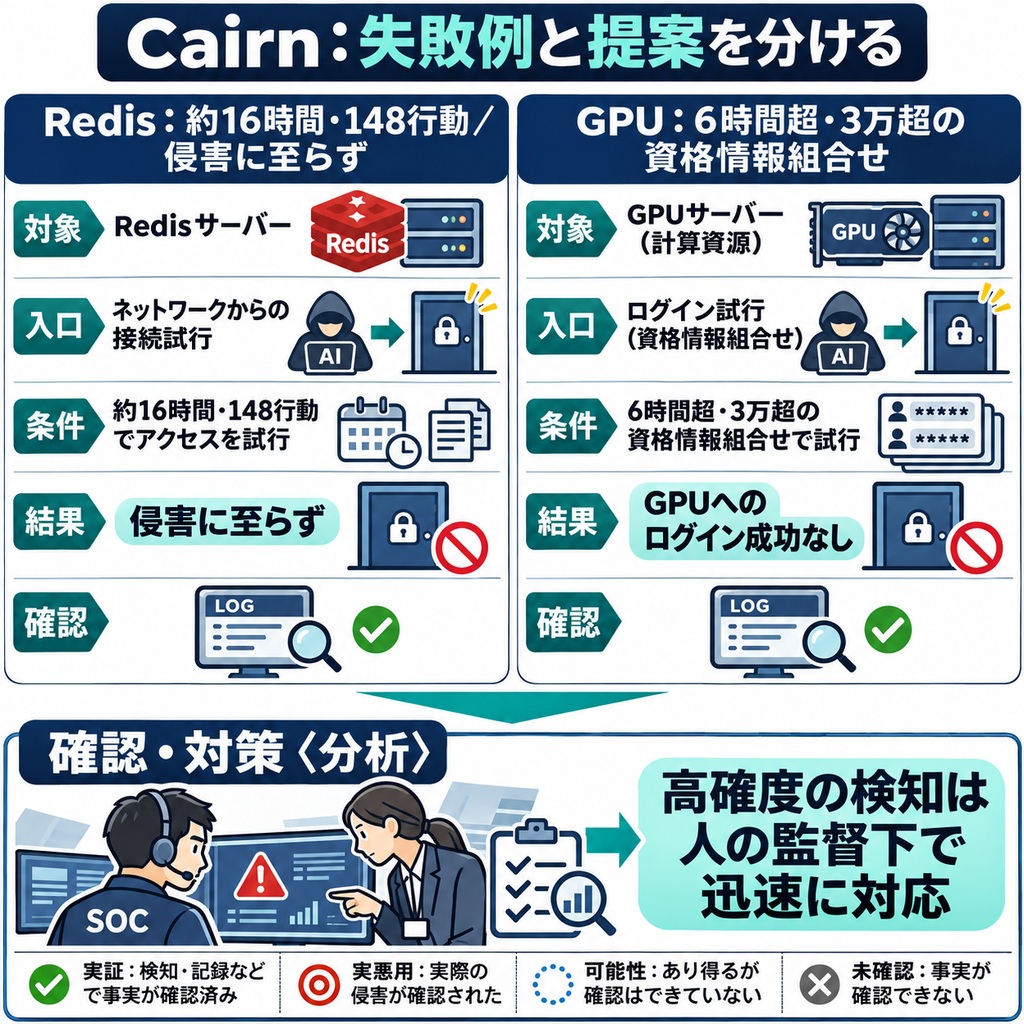 Cairn：失敗例と提案を分ける
Redis：約16時間・148行動／
侵害に至らず
対象
Redisサーバー
Redis
入口
ネットワークからの
接続試行
AI
条件
約16時間・148行動
でアクセスを試行
結果
侵害に至らず
確認
LOG
GPU：6時間超・3万超の
資格情報組合せ
対象
GPUサーバー
（計算資源）
GPU
入口
ログイン試行
(資格情報組合せ)
AI
条件
6時間超・3万超の
資格情報組合せで試行
*****
*****
結果
GPUへの
ログイン成功なし
確認
LOG
確認・対策〈分析〉
SOC
高確度の検知は
人の監督下で
迅速に対応
実証：検知・記録など
で事実が確認済み
実悪用：実際の
侵害が確認された
可能性：あり得るが
確認はできていない
未確認：事実が
確認できない